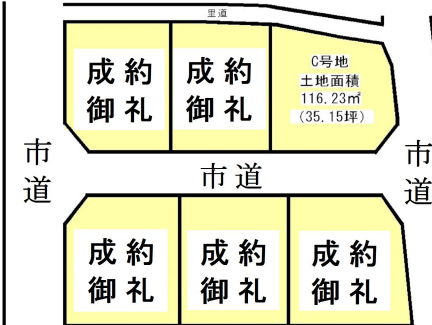 里道
成約
御礼
成約
御礼
C号地
土地面積
116.23㎡
(35.15坪)
市道
市道
市道
成約
御礼
成約
御礼
成約
御礼